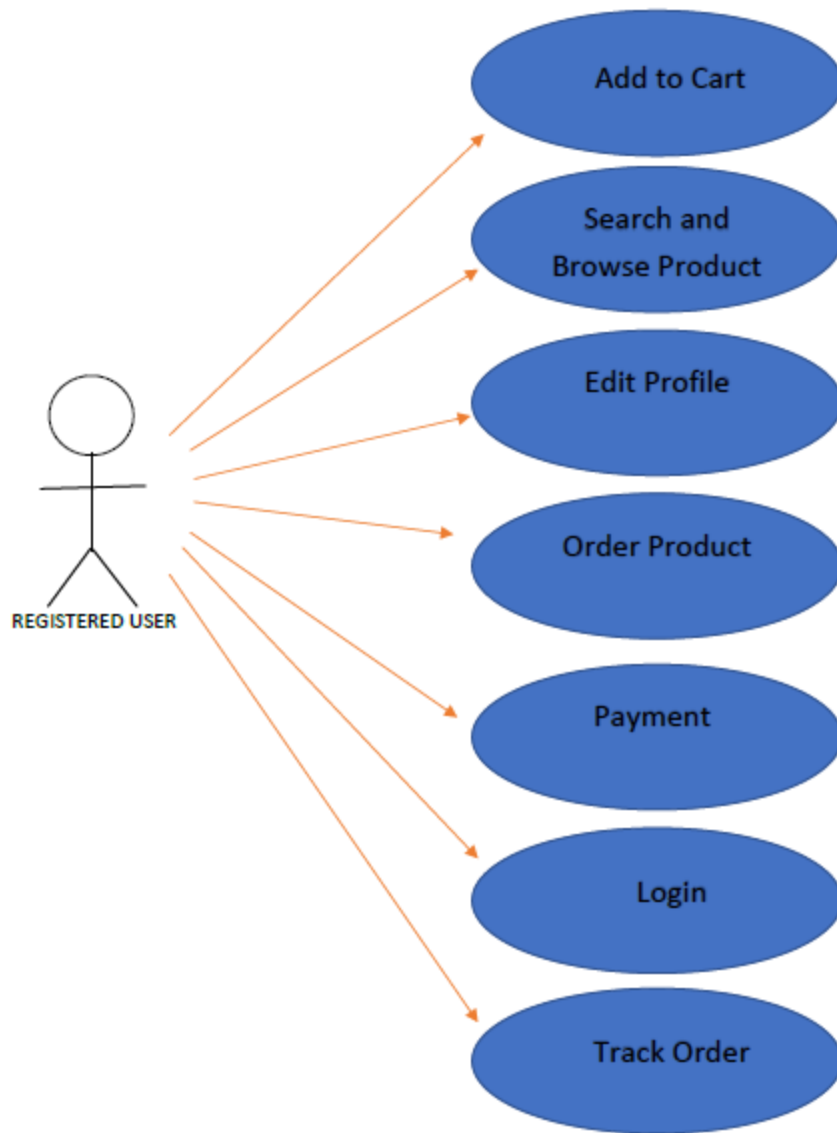 Add to Cart
Search and
Browse Product
Edit Profile
Order Product
REGISTERED USER
Payment
Login
Track Order